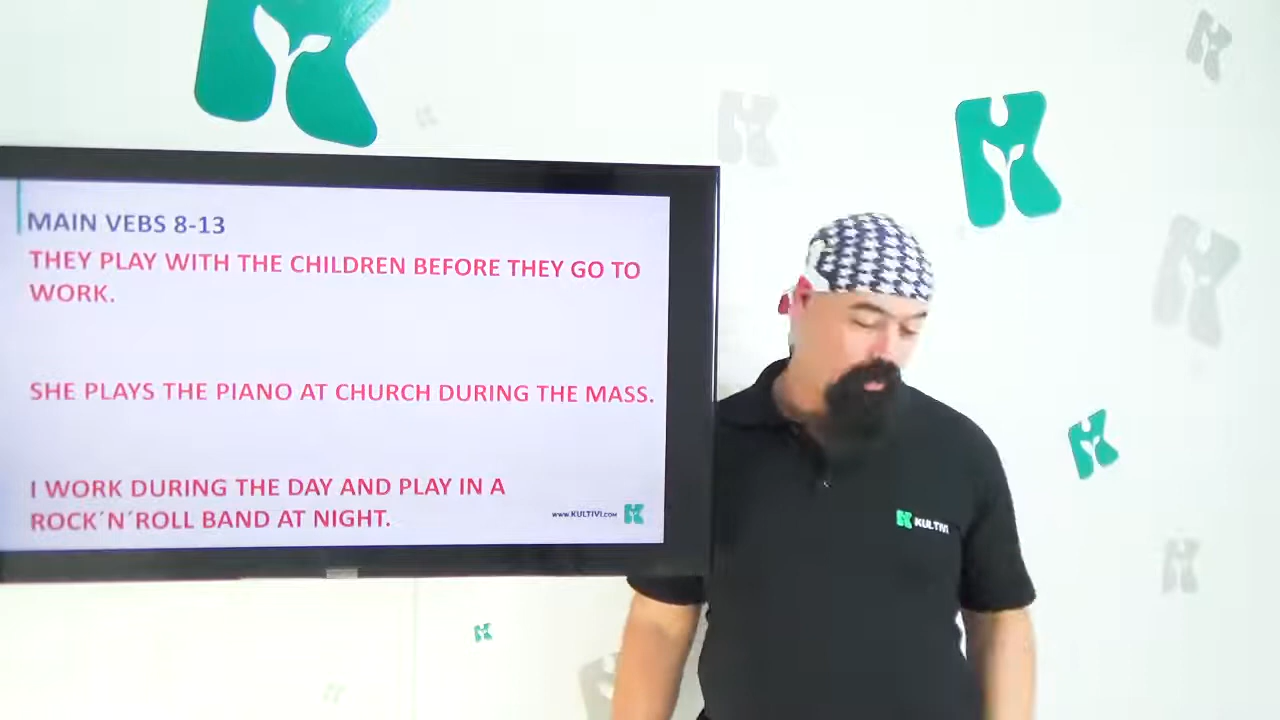 MAIN VEBS 8-13
THEY PLAY WITH THE CHILDREN BEFORE THEY GO TO
WORK.
SHE PLAYS THE PIANO AT CHURCH DURING THE MASS.
I WORK DURING THE DAY AND PLAY IN A
ROCK´N´ROLL BAND AT NIGHT.
www.KULTIVI.COM
KULTIVI